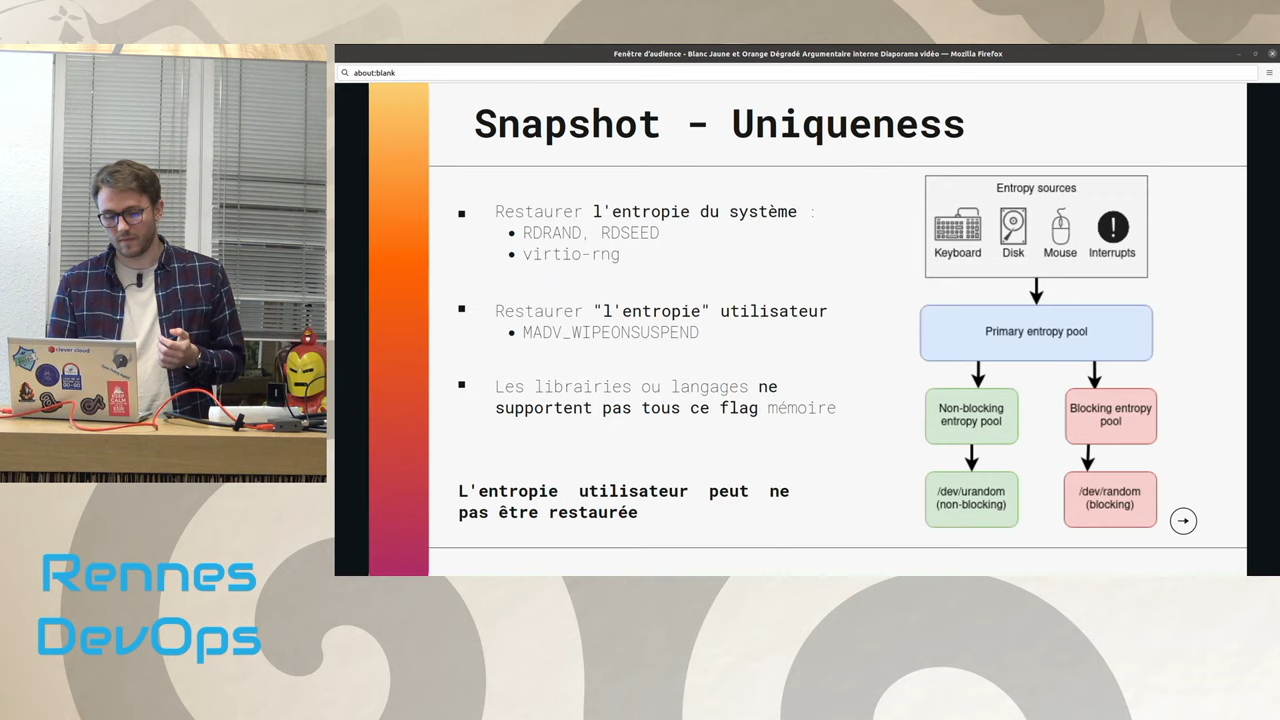 Fenêtre d'audience - Blanc Jaune et Orange Dégradé Argumentaire interne Diaporama vidéo — Mozilla Firefox
about:blank
Snapshot - Uniqueness
Restaurer l'entropie du système :
RDRAND, RDSEED
virtio-rng
Restaurer "l'entropie" utilisateur
MADV_WIPEONSUSPEND
Les librairies ou langages ne
supportent pas tous ce flag mémoire
L'entropie utilisateur peut ne
pas être restaurée
Entropy sources
Keyboard Disk Mouse Interrupts
Primary entropy pool
Non-blocking
entropy pool
Blocking entropy
pool
/dev/urandom
(non-blocking)
/dev/random
(blocking)
clever cloud
KEEP
CALM
Rennes
DevOps